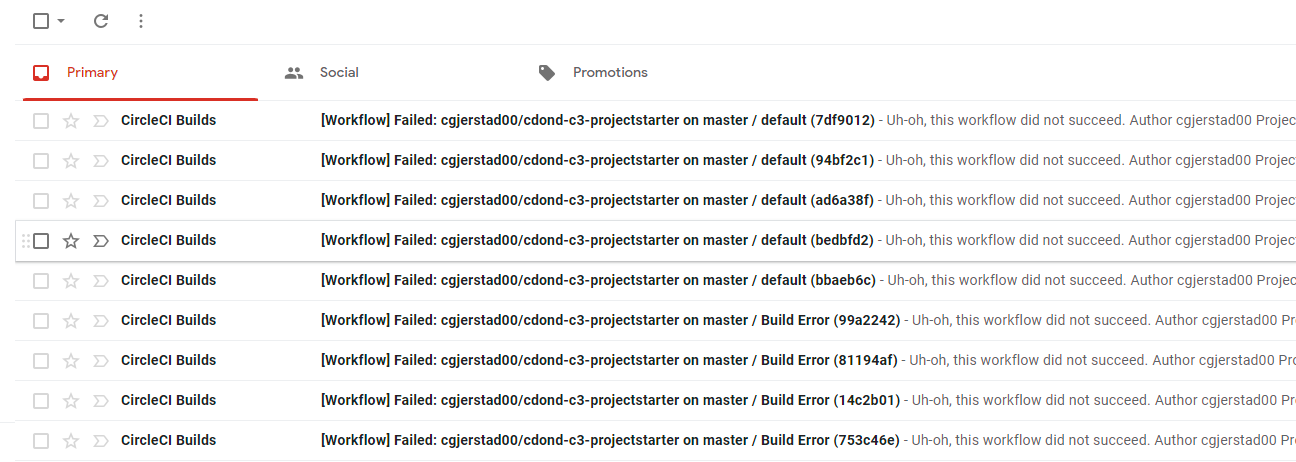 Primary Social Promotions
CircleCI Builds [Workflow] Failed: cgjerstad00/cdond-c3-projectstarter on master / default (7df9012) - Uh-oh, this workflow did not succeed. Author cgjerstad00 Projec
CircleCI Builds [Workflow] Failed: cgjerstad00/cdond-c3-projectstarter on master / default (94bf2c1) - Uh-oh, this workflow did not succeed. Author cgjerstad00 Projec
CircleCI Builds [Workflow] Failed: cgjerstad00/cdond-c3-projectstarter on master / default (ad6a38f) - Uh-oh, this workflow did not succeed. Author cgjerstad00 Projec
CircleCI Builds [Workflow] Failed: cgjerstad00/cdond-c3-projectstarter on master / default (bedbfd2) - Uh-oh, this workflow did not succeed. Author cgjerstad00 Projec
CircleCI Builds [Workflow] Failed: cgjerstad00/cdond-c3-projectstarter on master / default (bbaeb6c) - Uh-oh, this workflow did not succeed. Author cgjerstad00 Projec
CircleCI Builds [Workflow] Failed: cgjerstad00/cdond-c3-projectstarter on master / Build Error (99a2242) - Uh-oh, this workflow did not succeed. Author cgjerstad00 Pr
CircleCI Builds [Workflow] Failed: cgjerstad00/cdond-c3-projectstarter on master / Build Error (81194af) - Uh-oh, this workflow did not succeed. Author cgjerstad00 Pr
CircleCI Builds [Workflow] Failed: cgjerstad00/cdond-c3-projectstarter on master / Build Error (14c2b01) - Uh-oh, this workflow did not succeed. Author cgjerstad00 Pr
CircleCI Builds [Workflow] Failed: cgjerstad00/cdond-c3-projectstarter on master / Build Error (753c46e) - Uh-oh, this workflow did not succeed. Author cgjerstad00 Pr